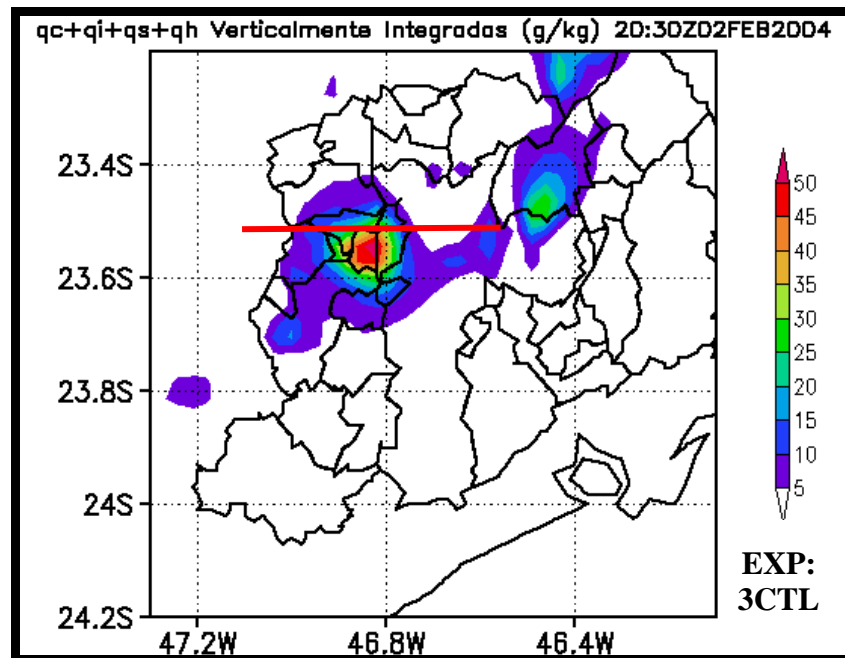 qc+qi+qs+qh Verticalmente Integradas (g/kg) 20:30Z02FEB2004
23.4S
23.6S
23.8S
24S
24.2S
47.2W 46.8W 46.4W
50
45
40
35
30
25
20
15
10
5
EXP:
3CTL